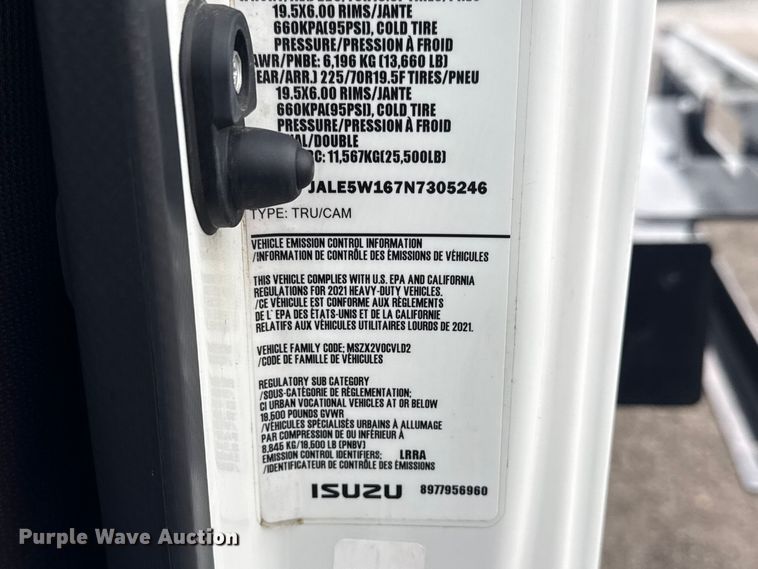 19.5X6.00 RIMS/JANTE
660KPA(95PSI), COLD TIRE
PRESSURE/PRESSION À FROID
AWR/PNBE: 6,196 KG (13,660 LB)
EAR/ARR.) 225/70R19.5F TIRES/PNEU
19.5X6.00 RIMS/JANTE
660KPA(95PSI), COLD TIRE
PRESSURE/PRESSION À FROID
AL/DOUBLE
C: 11,567KG(25,500LB)
JALE5W167N7305246
TYPE: TRU/CAM
VEHICLE EMISSION CONTROL INFORMATION
/INFORMATION DE CONTRÔLE DES ÉMISSIONS DE VÉHICULES
THIS VEHICLE COMPLIES WITH U.S. EPA AND CALIFORNIA
REGULATIONS FOR 2021 HEAVY-DUTY VEHICLES.
/CE VÉHICULE EST CONFORME AUX RÈGLEMENTS
DE L' EPA DES ÉTATS-UNIS ET DE LA CALIFORNIE
RELATIFS AUX VÉHICULES UTILITAIRES LOURDS DE 2021.
VEHICLE FAMILY CODE; MSZX2VOCVLD2
/CODE DE FAMILLE DE VÉHICULES
REGULATORY SUB CATEGORY
/SOUS-CATÉGORIE DE RÉGLEMENTATION;
CI URBAN VOCATIONAL VEHICLES AT OR BELOW
19,500 POUNDS GVWR
/VÉHICULES SPÉCIALISÉS URBAINS À ALLUMAGE
PAR COMPRESSION DE OU INFÉRIEUR À
8,845 KG/19,500 LB (PNBV)
EMISSION CONTROL IDENTIFIERS; LRRA
/IDENTIFICATEUR DE CONTRÔLE DES ÉMISSIONS
ISUZU 8977956960
Purple Wave Auction